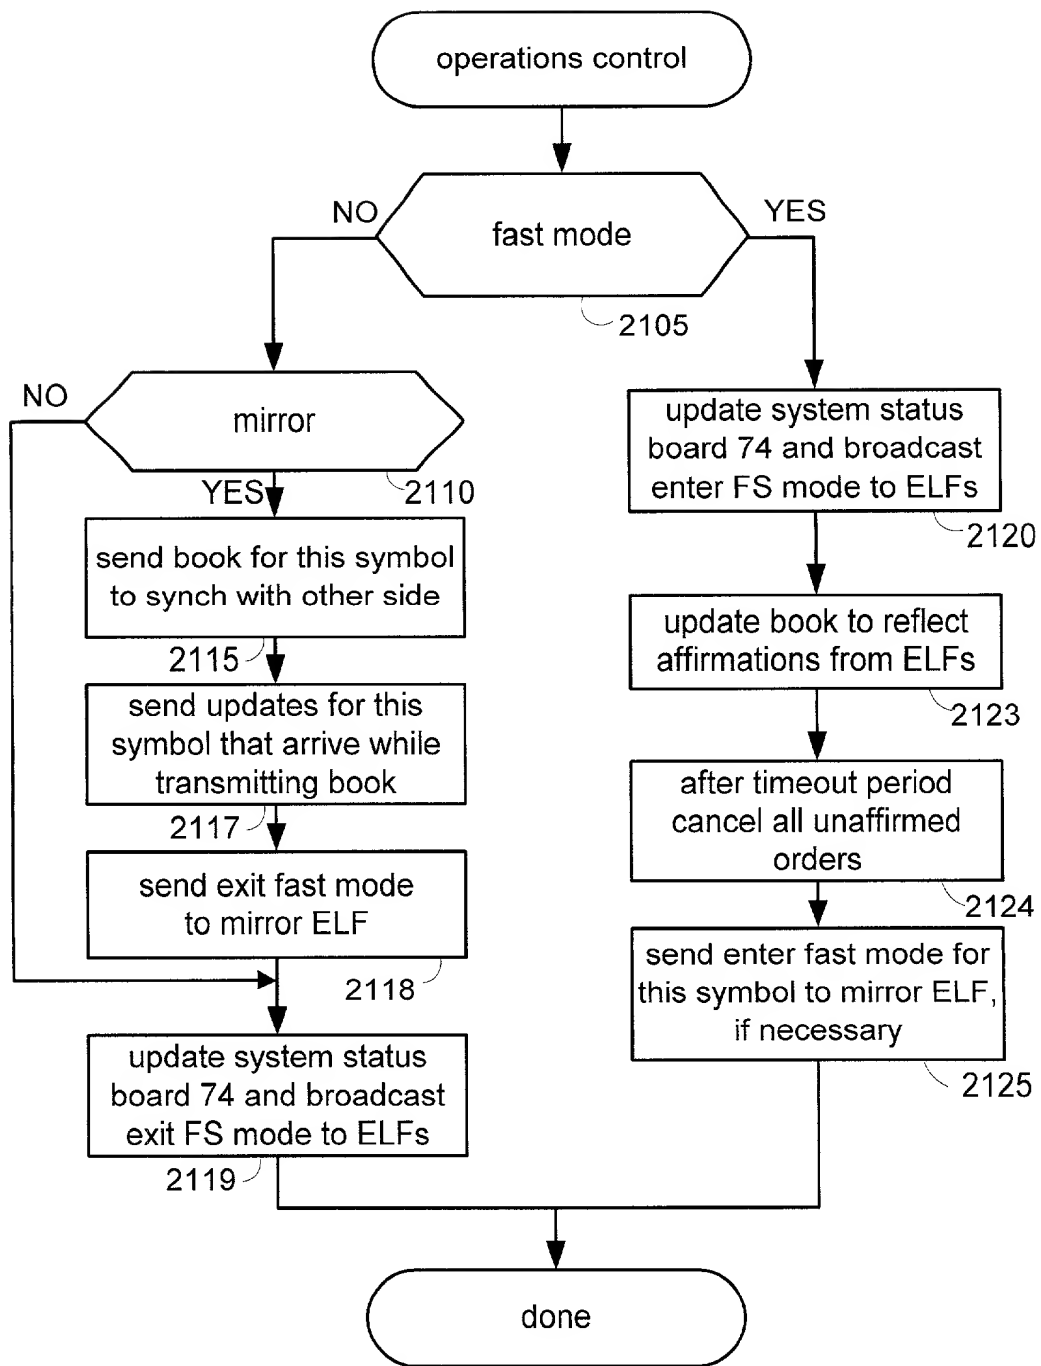 operations control
NO
YES
fast mode
2105
NO
mirror
2110
YES
send book for this symbol
to synch with other side
2115
send updates for this
symbol that arrive while
transmitting book
2117
send exit fast mode
to mirror ELF
2118
update system status
board 74 and broadcast
exit FS mode to ELFs
2119
update system status
board 74 and broadcast
enter FS mode to ELFs
2120
update book to reflect
affirmations from ELFs
2123
after timeout period
cancel all unaffirmed
orders
2124
send enter fast mode for
this symbol to mirror ELF,
if necessary
2125
done